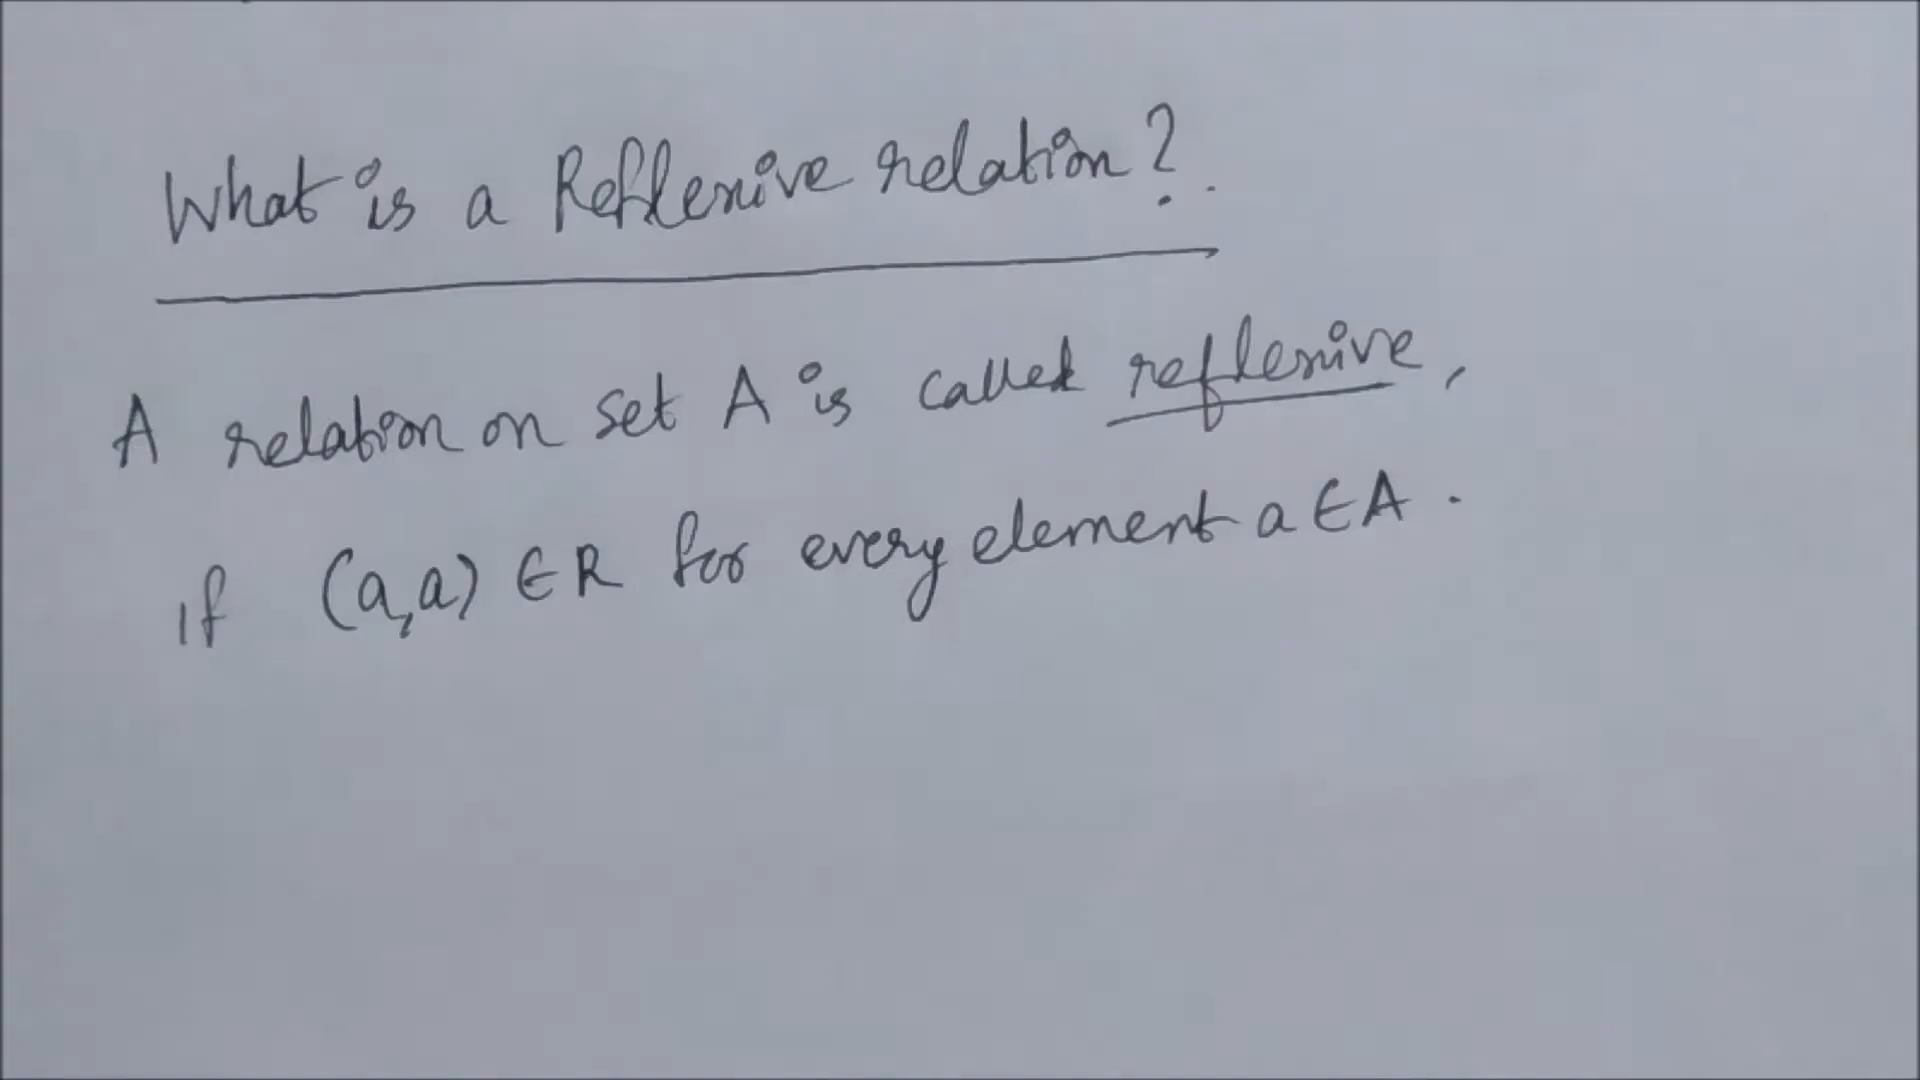 What is a Reflexive relation?.
A relation on set A is called reflexive,
if (a,a) ∈ R for every element a ∈ A.